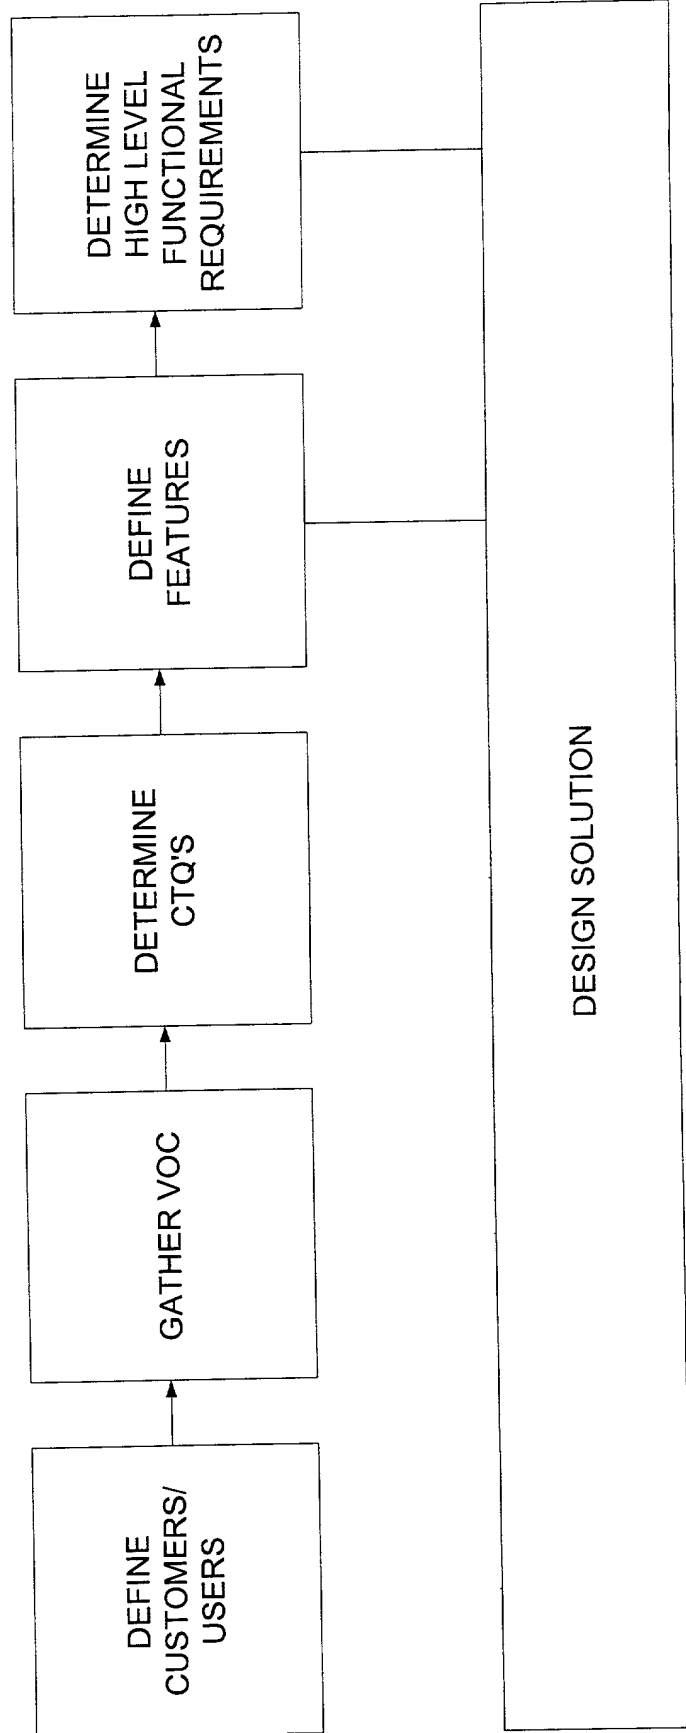 DEFINE
CUSTOMERS/
USERS
GATHER VOC
DETERMINE
CTQ'S
DEFINE
FEATURES
DETERMINE
HIGH LEVEL
FUNCTIONAL
REQUIREMENTS
DESIGN SOLUTION